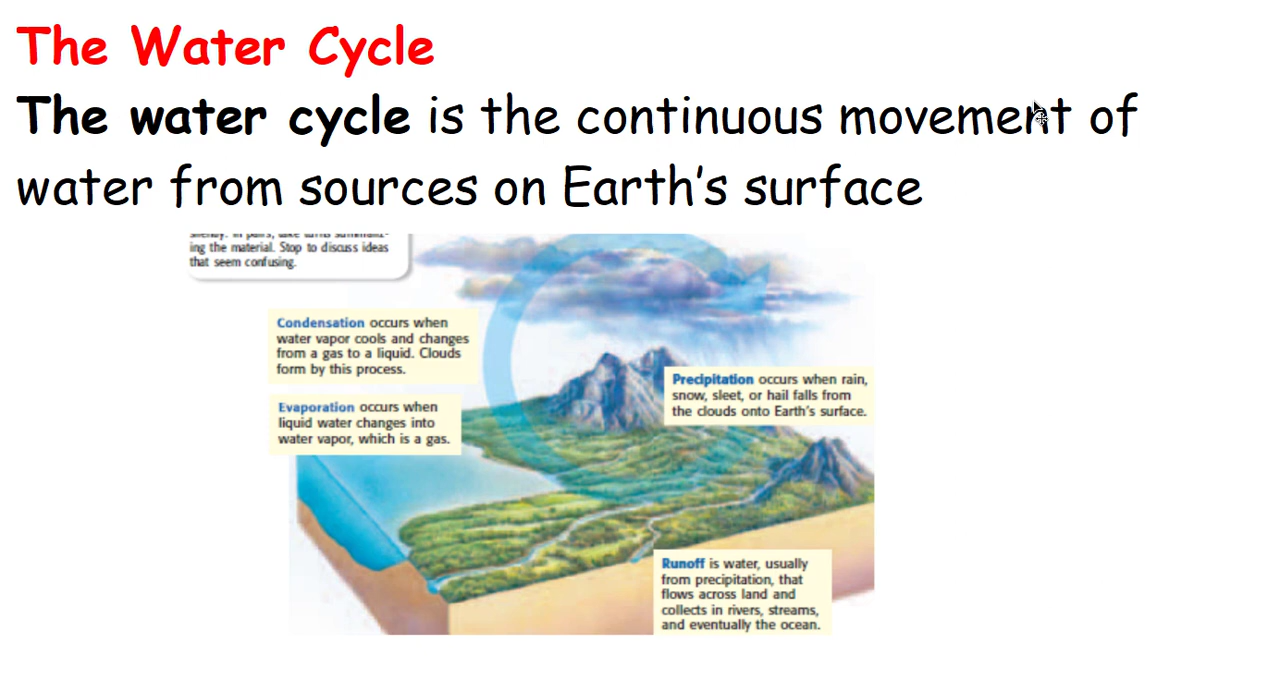 The Water Cycle
The water cycle is the continuous movement of
water from sources on Earth's surface
ing the material. Stop to discuss ideas
that seem confusing.
Condensation occurs when
water vapor cools and changes
from a gas to a liquid. Clouds
form by this process.
Evaporation occurs when
liquid water changes into
water vapor, which is a gas.
Precipitation occurs when rain,
snow, sleet, or hail falls from
the clouds onto Earth's surface.
Runoff is water, usually
from precipitation, that
flows across land and
collects in rivers, streams,
and eventually the ocean.